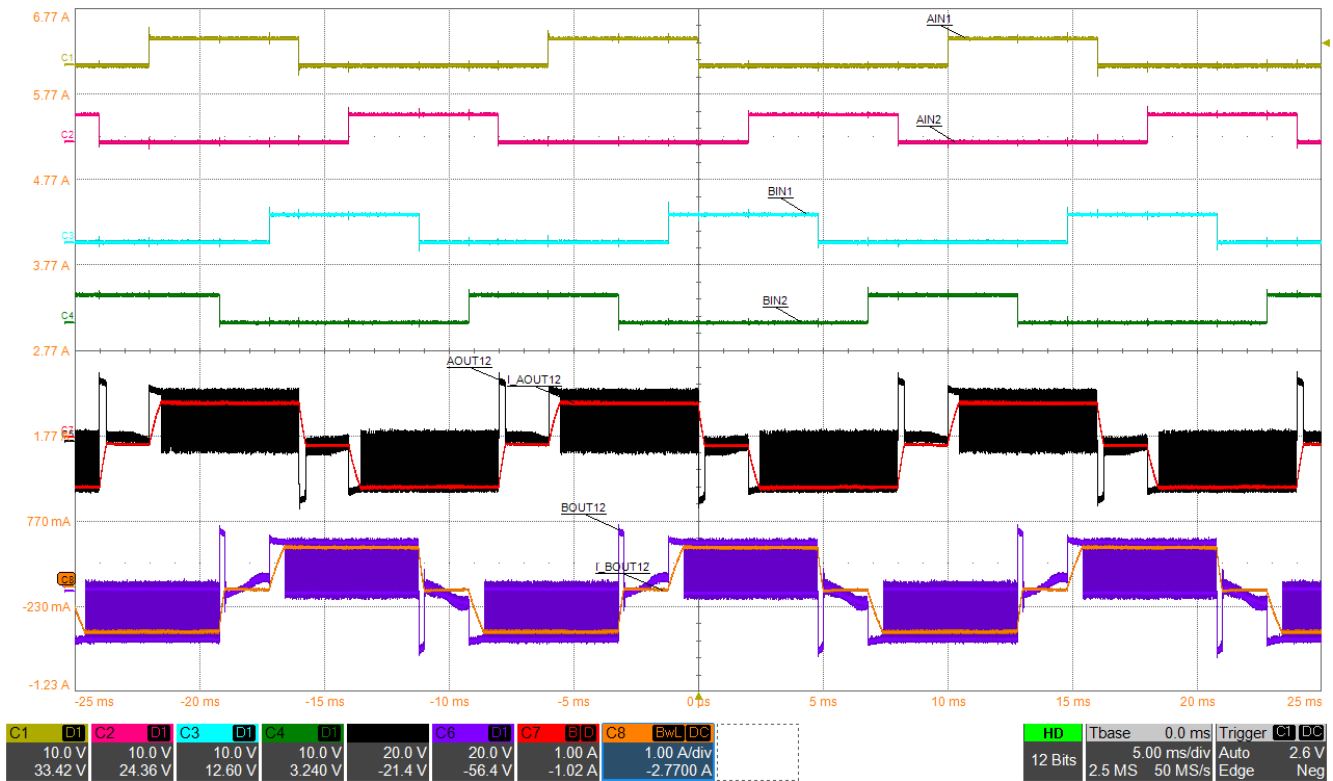 6.77 A
AIN1
C1
5.77 A
AIN2
C2
4.77 A
BIN1
C3
3.77 A
BIN2
C4
2.77 A
AOUT12
I_AOUT12
1.77 A
770 mA
BOUT12
I_BOUT12
C8
-230 mA
-1.23 A
-25 ms -20 ms -15 ms -10 ms -5 ms 0 µs 5 ms 10 ms 15 ms 20 ms 25 ms
C1 D1 C2 D1 C3 D1 C4 D1 C6 D1 C7 B D C8 BwL DC HD Tbase 0.0 ms Trigger C1 DC
10.0 V 10.0 V 10.0 V 10.0 V 20.0 V 20.0 V 1.00 A 1.00 A/div 12 Bits 5.00 ms/div Auto 2.6 V
33.42 V 24.36 V 12.60 V 3.240 V -21.4 V -56.4 V -1.02 A -2.7700 A 2.5 MS 50 MS/s Edge Neg